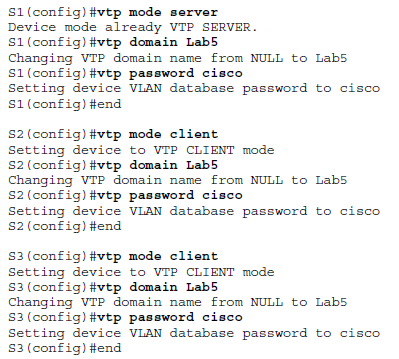 S1(config)#vtp mode server
Device mode already VTP SERVER.
S1(config)#vtp domain Lab5
Changing VTP domain name from NULL to Lab5
S1(config)#vtp password cisco
Setting device VLAN database password to cisco
S1(config)#end
S2(config)#vtp mode client
Setting device to VTP CLIENT mode
S2(config)#vtp domain Lab5
Changing VTP domain name from NULL to Lab5
S2(config)#vtp password cisco
Setting device VLAN database password to cisco
S2(config)#end
S3(config)#vtp mode client
Setting device to VTP CLIENT mode
S3(config)#vtp domain Lab5
Changing VTP domain name from NULL to Lab5
S3(config)#vtp password cisco
Setting device VLAN database password to cisco
S3(config)#end